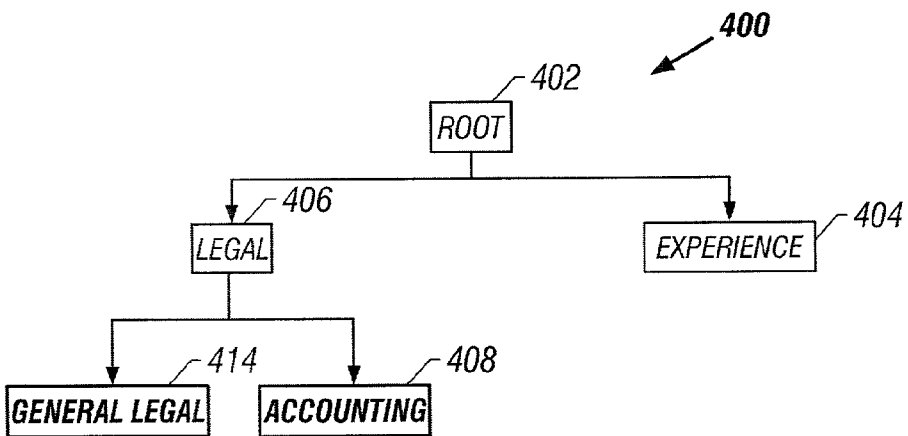 400
402
ROOT
406
404
LEGAL
EXPERIENCE
414
408
GENERAL LEGAL
ACCOUNTING